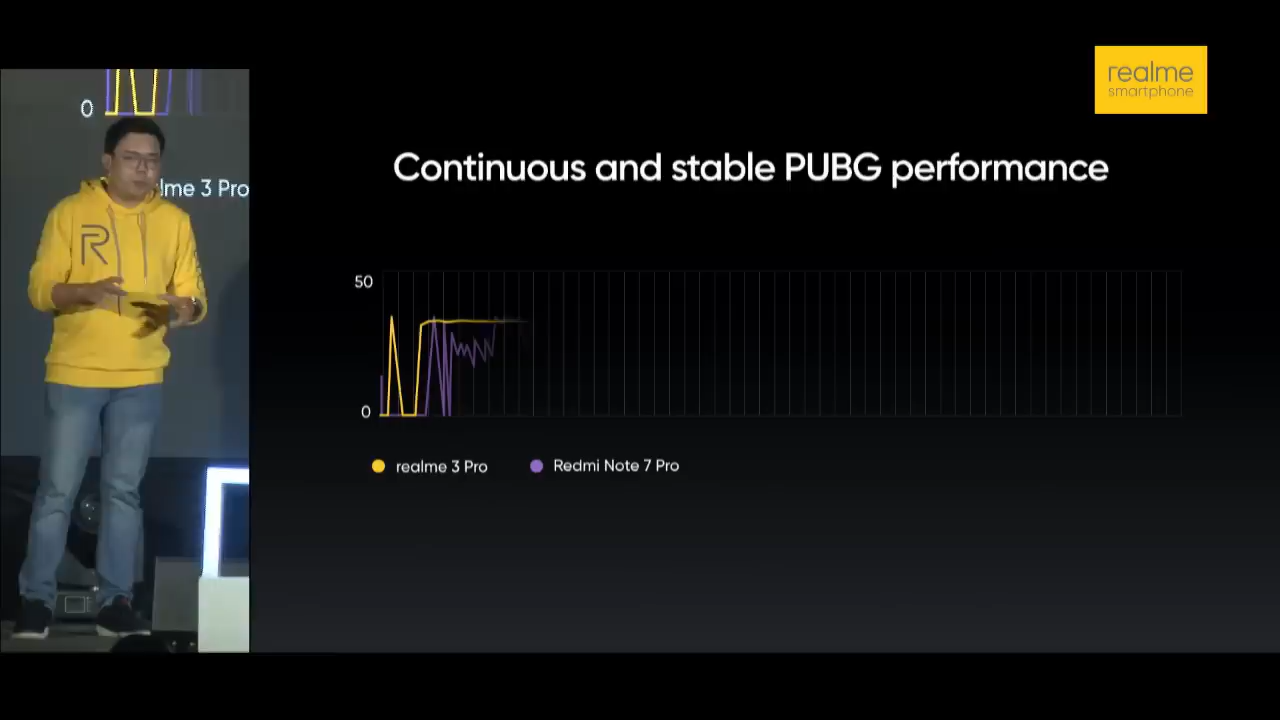 realme
smartphone
0
lme 3 Pro
R
Continuous and stable PUBG performance
50
0
realme 3 Pro
Redmi Note 7 Pro